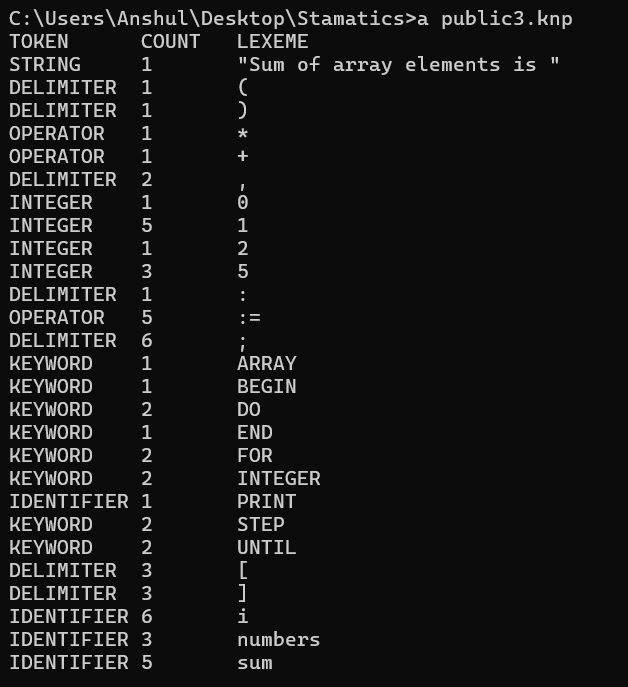 C:\Users\Anshul\Desktop\Stamatics>a public3.knp
TOKEN      COUNT   LEXEME
STRING     1       "Sum of array elements is "
DELIMITER  1       (
DELIMITER  1       )
OPERATOR   1       *
OPERATOR   1       +
DELIMITER  2       ,
INTEGER    1       0
INTEGER    5       1
INTEGER    1       2
INTEGER    3       5
DELIMITER  1       :
OPERATOR   5       :=
DELIMITER  6       ;
KEYWORD    1       ARRAY
KEYWORD    1       BEGIN
KEYWORD    2       DO
KEYWORD    1       END
KEYWORD    2       FOR
KEYWORD    2       INTEGER
IDENTIFIER 1       PRINT
KEYWORD    2       STEP
KEYWORD    2       UNTIL
DELIMITER  3       [
DELIMITER  3       ]
IDENTIFIER 6       i
IDENTIFIER 3       numbers
IDENTIFIER 5       sum